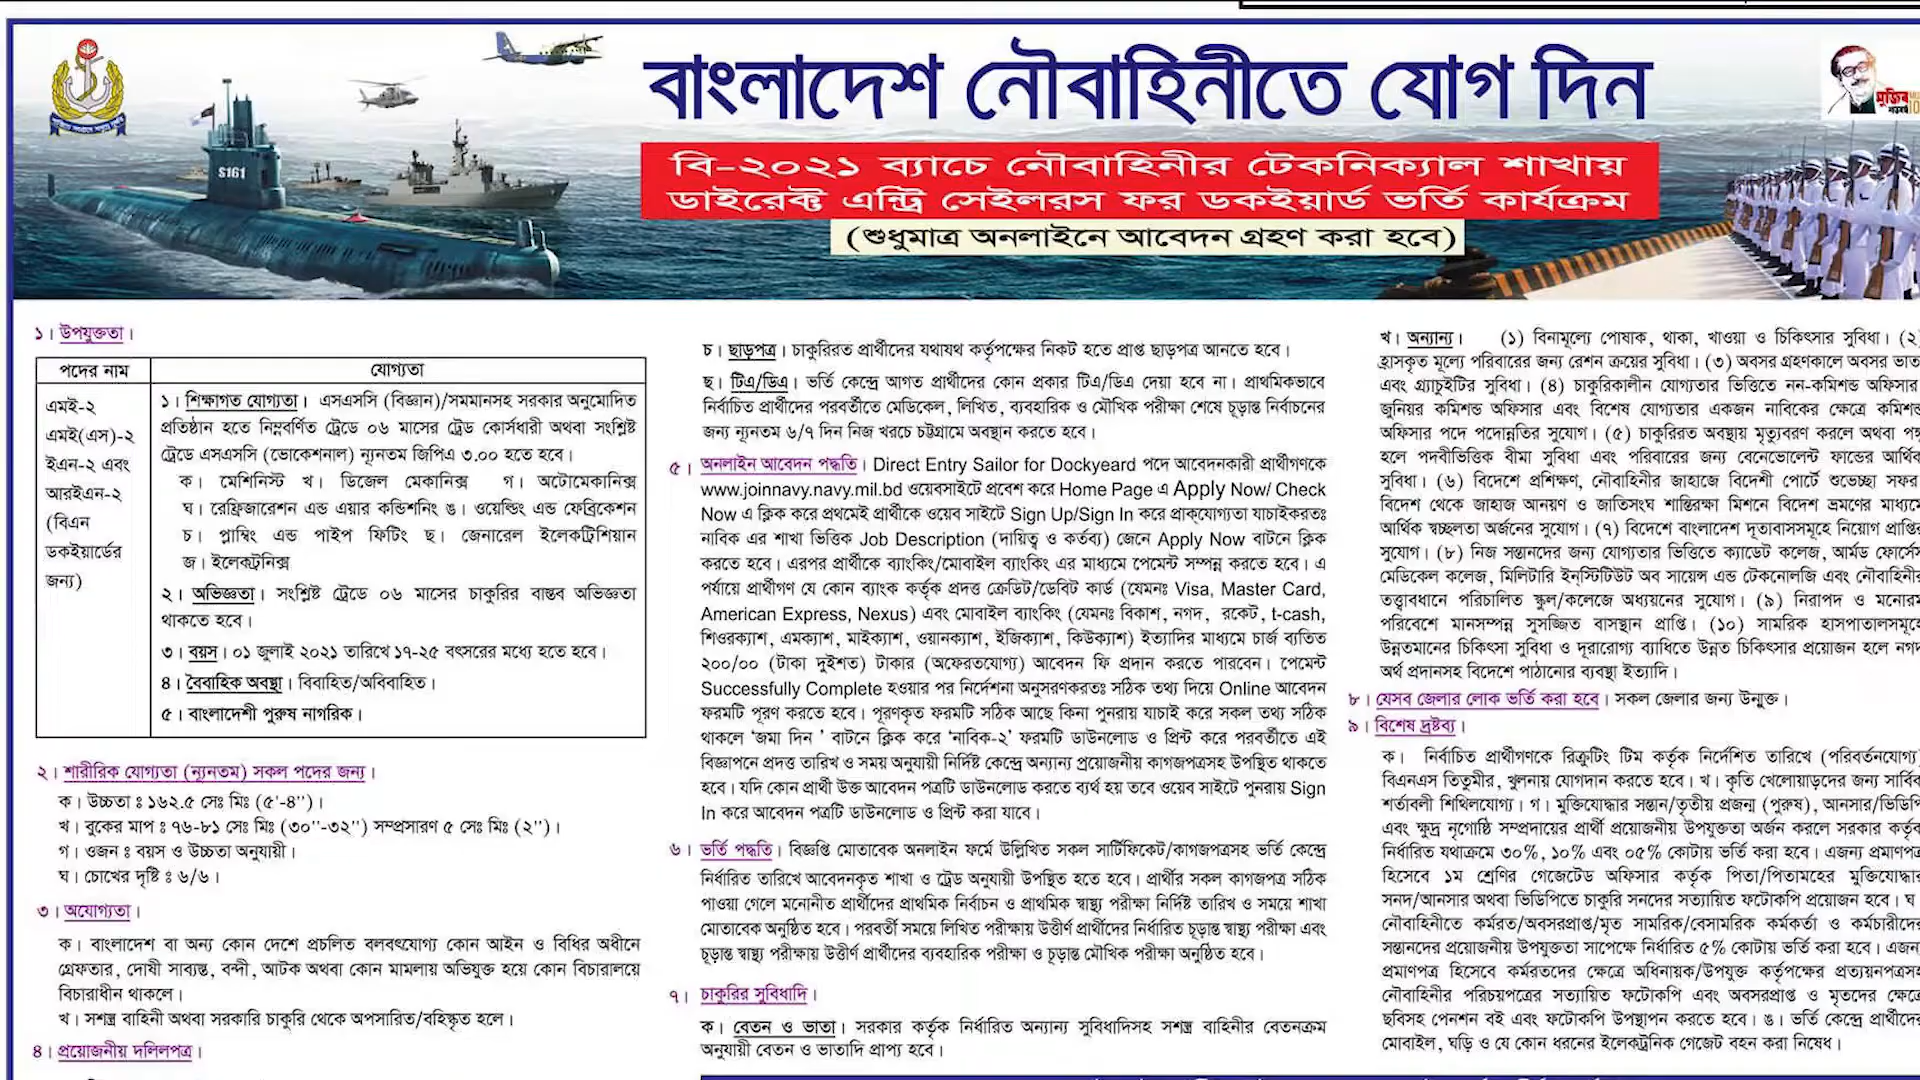 বাংলাদেশ নৌবাহিনীতে যোগ দিন
বি-২০২১ ব্যাচে নৌবাহিনীর টেকনিক্যাল শাখায়
ডাইরেক্ট এন্ট্রি সেইলরস ফর ডকইয়ার্ড ভর্তি কার্যক্রম
(শুধুমাত্র অনলাইনে আবেদন গ্রহণ করা হবে)
S161
মুজিব
১। উপযুক্ততা।
পদের নাম
যোগ্যতা
এমই-২
এমই(এস)-২
ইএন-২ এবং
আরইএন-২
(বিএন
ডকইয়ার্ডের
জন্য)
১। শিক্ষাগত যোগ্যতা। এসএসসি (বিজ্ঞান)/সমমানসহ সরকার অনুমোদিত
প্রতিষ্ঠান হতে নিম্নবর্ণিত ট্রেডে ০৬ মাসের ট্রেড কোর্সধারী অথবা সংশ্লিষ্ট
ট্রেডে এসএসসি (ভোকেশনাল) ন্যূনতম জিপিএ ৩.০০ হতে হবে।
ক। মেশিনিস্ট খ। ডিজেল মেকানিক্স গ। অটোমেকানিক্স
ঘ। রেফ্রিজারেশন এন্ড এয়ার কন্ডিশনিং ঙ। ওয়েল্ডিং এন্ড ফেব্রিকেশন
চ। প্লাম্বিং এন্ড পাইপ ফিটিং ছ। জেনারেল ইলেকট্রিশিয়ান
জ। ইলেকট্রনিক্স
২। অভিজ্ঞতা। সংশ্লিষ্ট ট্রেডে ০৬ মাসের চাকুরির বাস্তব অভিজ্ঞতা
থাকতে হবে।
৩। বয়স। ০১ জুলাই ২০২১ তারিখে ১৭-২৫ বৎসরের মধ্যে হতে হবে।
৪। বৈবাহিক অবস্থা। বিবাহিত/অবিবাহিত।
৫। বাংলাদেশী পুরুষ নাগরিক।
২। শারীরিক যোগ্যতা (ন্যূনতম) সকল পদের জন্য।
ক। উচ্চতা ঃ ১৬২.৫ সেঃ মিঃ (৫'-৪'')।
খ। বুকের মাপ ঃ ৭৬-৮১ সেঃ মিঃ (৩০''-৩২'') সম্প্রসারণ ৫ সেঃ মিঃ (২'')।
গ। ওজন ঃ বয়স ও উচ্চতা অনুযায়ী।
ঘ। চোখের দৃষ্টি ঃ ৬/৬।
৩। অযোগ্যতা।
ক। বাংলাদেশ বা অন্য কোন দেশে প্রচলিত বলবৎযোগ্য কোন আইন ও বিধির অধীনে
গ্রেফতার, দোষী সাব্যস্ত, বন্দী, আটক অথবা কোন মামলায় অভিযুক্ত হয়ে কোন বিচারালয়ে
বিচারাধীন থাকলে।
খ। সশস্ত্র বাহিনী অথবা সরকারি চাকুরি থেকে অপসারিত/বহিষ্কৃত হলে।
৪। প্রয়োজনীয় দলিলপত্র।
চ। ছাড়পত্র। চাকুরিরত প্রার্থীদের যথাযথ কর্তৃপক্ষের নিকট হতে প্রাপ্ত ছাড়পত্র আনতে হবে।
ছ। টিএ/ডিএ। ভর্তি কেন্দ্রে আগত প্রার্থীদের কোন প্রকার টিএ/ডিএ দেয়া হবে না। প্রাথমিকভাবে
নির্বাচিত প্রার্থীদের পরবর্তীতে মেডিকেল, লিখিত, ব্যবহারিক ও মৌখিক পরীক্ষা শেষে চূড়ান্ত নির্বাচনের
জন্য ন্যূনতম ৬/৭ দিন নিজ খরচে চট্টগ্রামে অবস্থান করতে হবে।
৫। অনলাইন আবেদন পদ্ধতি। Direct Entry Sailor for Dockyeard পদে আবেদনকারী প্রার্থীগণকে
www.joinnavy.navy.mil.bd ওয়েবসাইটে প্রবেশ করে Home Page এ Apply Now/ Check
Now এ ক্লিক করে প্রথমেই প্রার্থীকে ওয়েব সাইটে Sign Up/Sign In করে প্রাক্‌যোগ্যতা যাচাইকরতঃ
নাবিক এর শাখা ভিত্তিক Job Description (দায়িত্ব ও কর্তব্য) জেনে Apply Now বাটনে ক্লিক
করতে হবে। এরপর প্রার্থীকে ব্যাংকিং/মোবাইল ব্যাংকিং এর মাধ্যমে পেমেন্ট সম্পন্ন করতে হবে। এ
পর্যায়ে প্রার্থীগণ যে কোন ব্যাংক কর্তৃক প্রদত্ত ক্রেডিট/ডেবিট কার্ড (যেমনঃ Visa, Master Card,
American Express, Nexus) এবং মোবাইল ব্যাংকিং (যেমনঃ বিকাশ, নগদ, রকেট, t-cash,
শিওরক্যাশ, এমক্যাশ, মাইক্যাশ, ওয়ানক্যাশ, ইজিক্যাশ, কিউক্যাশ) ইত্যাদির মাধ্যমে চার্জ ব্যতিত
২০০/০০ (টাকা দুইশত) টাকার (অফেরতযোগ্য) আবেদন ফি প্রদান করতে পারবেন। পেমেন্ট
Successfully Complete হওয়ার পর নির্দেশনা অনুসরণকরতঃ সঠিক তথ্য দিয়ে Online আবেদন
ফরমটি পূরণ করতে হবে। পূরণকৃত ফরমটি সঠিক আছে কিনা পুনরায় যাচাই করে সকল তথ্য সঠিক
থাকলে ‘জমা দিন ’ বাটনে ক্লিক করে ‘নাবিক-২’ ফরমটি ডাউনলোড ও প্রিন্ট করে পরবর্তীতে এই
বিজ্ঞাপনে প্রদত্ত তারিখ ও সময় অনুযায়ী নির্দিষ্ট কেন্দ্রে অন্যান্য প্রয়োজনীয় কাগজপত্রসহ উপস্থিত থাকতে
হবে। যদি কোন প্রার্থী উক্ত আবেদন পত্রটি ডাউনলোড করতে ব্যর্থ হয় তবে ওয়েব সাইটে পুনরায় Sign
In করে আবেদন পত্রটি ডাউনলোড ও প্রিন্ট করা যাবে।
৬। ভর্তি পদ্ধতি। বিজ্ঞপ্তি মোতাবেক অনলাইন ফর্মে উল্লিখিত সকল সার্টিফিকেট/কাগজপত্রসহ ভর্তি কেন্দ্রে
নির্ধারিত তারিখে আবেদনকৃত শাখা ও ট্রেড অনুযায়ী উপস্থিত হতে হবে। প্রার্থীর সকল কাগজপত্র সঠিক
পাওয়া গেলে মনোনীত প্রার্থীদের প্রাথমিক নির্বাচন ও প্রাথমিক স্বাস্থ্য পরীক্ষা নির্দিষ্ট তারিখ ও সময়ে শাখা
মোতাবেক অনুষ্ঠিত হবে। পরবর্তী সময়ে লিখিত পরীক্ষায় উত্তীর্ণ প্রার্থীদের নির্ধারিত চূড়ান্ত স্বাস্থ্য পরীক্ষা এবং
চূড়ান্ত স্বাস্থ্য পরীক্ষায় উত্তীর্ণ প্রার্থীদের ব্যবহারিক পরীক্ষা ও চূড়ান্ত মৌখিক পরীক্ষা অনুষ্ঠিত হবে।
৭। চাকুরির সুবিধাদি।
ক। বেতন ও ভাতা। সরকার কর্তৃক নির্ধারিত অন্যান্য সুবিধাদিসহ সশস্ত্র বাহিনীর বেতনক্রম
অনুযায়ী বেতন ও ভাতাদি প্রাপ্য হবে।
খ। অন্যান্য। (১) বিনামূল্যে পোষাক, থাকা, খাওয়া ও চিকিৎসার সুবিধা। (২)
হ্রাসকৃত মূল্যে পরিবারের জন্য রেশন ক্রয়ের সুবিধা। (৩) অবসর গ্রহণকালে অবসর ভাতা
এবং গ্র্যাচুইটির সুবিধা। (৪) চাকুরিকালীন যোগ্যতার ভিত্তিতে নন-কমিশন্ড অফিসার
জুনিয়র কমিশন্ড অফিসার এবং বিশেষ যোগ্যতার একজন নাবিকের ক্ষেত্রে কমিশন্ড
অফিসার পদে পদোন্নতির সুযোগ। (৫) চাকুরিরত অবস্থায় মৃত্যুবরণ করলে অথবা
হলে পদবীভিত্তিক বীমা সুবিধা এবং পরিবারের জন্য বেনেভোলেন্ট ফান্ডের আর্থিক
সুবিধা। (৬) বিদেশে প্রশিক্ষণ, নৌবাহিনীর জাহাজে বিদেশী পোর্টে শুভেচ্ছা সফর
বিদেশ থেকে জাহাজ আনয়ণ ও জাতিসংঘ শান্তিরক্ষা মিশনে বিদেশ ভ্রমণের মাধ্যমে
আর্থিক স্বচ্ছলতা অর্জনের সুযোগ। (৭) বিদেশে বাংলাদেশ দূতাবাসসমূহে নিয়োগ প্রাপ্তির
সুযোগ। (৮) নিজ সন্তানদের জন্য যোগ্যতার ভিত্তিতে ক্যাডেট কলেজ, আর্মড ফোর্সেস
মেডিকেল কলেজ, মিলিটারি ইন্‌স্টিটিউট অব সায়েন্স এন্ড টেকনোলজি এবং নৌবাহিনীর
তত্ত্বাবধানে পরিচালিত স্কুল/কলেজে অধ্যয়নের সুযোগ। (৯) নিরাপদ ও মনোরম
পরিবেশে মানসম্পন্ন সুসজ্জিত বাসস্থান প্রাপ্তি। (১০) সামরিক হাসপাতালসমূহে
উন্নতমানের চিকিত্সা সুবিধা ও দূরারোগ্য ব্যাধিতে উন্নত চিকিৎসার প্রয়োজন হলে নগদ
অর্থ প্রদানসহ বিদেশে পাঠানোর ব্যবস্থা ইত্যাদি।
৮। যেসব জেলার লোক ভর্তি করা হবে। সকল জেলার জন্য উন্মুক্ত।
৯। বিশেষ দ্রষ্টব্য।
ক। নির্বাচিত প্রার্থীগণকে রিক্রুটিং টিম কর্তৃক নির্দেশিত তারিখে (পরিবর্তনযোগ্য)
বিএনএস তিতুমীর, খুলনায় যোগদান করতে হবে। খ। কৃতি খেলোয়াড়দের জন্য সার্বিক
শর্তাবলী শিথিলযোগ্য। গ। মুক্তিযোদ্ধার সন্তান/তৃতীয় প্রজন্ম (পুরুষ), আনসার/ভিডিপি
এবং ক্ষুদ্র নৃগোষ্ঠি সম্প্রদায়ের প্রার্থী প্রয়োজনীয় উপযুক্ততা অর্জন করলে সরকার কর্তৃক
নির্ধারিত যথাক্রমে ৩০%, ১০% এবং ০৫% কোটায় ভর্তি করা হবে। এজন্য প্রমাণপত্র
হিসেবে ১ম শ্রেণির গেজেটেড অফিসার কর্তৃক পিতা/পিতামহের মুক্তিযোদ্ধার
সনদ/আনসার অথবা ভিডিপিতে চাকুরি সনদের সত্যায়িত ফটোকপি প্রয়োজন হবে। ঘ
নৌবাহিনীতে কর্মরত/অবসরপ্রাপ্ত/মৃত সামরিক/বেসামরিক কর্মকর্তা ও কর্মচারীদের
সন্তানদের প্রয়োজনীয় উপযুক্ততা সাপেক্ষে নির্ধারিত ৫% কোটায় ভর্তি করা হবে। এজন্য
প্রমাণপত্র হিসেবে কর্মরতদের ক্ষেত্রে অধিনায়ক/উপযুক্ত কর্তৃপক্ষের প্রত্যয়নপত্রসহ
নৌবাহিনীর পরিচয়পত্রের সত্যায়িত ফটোকপি এবং অবসরপ্রাপ্ত ও মৃতদের ক্ষেত্রে
ছবিসহ পেনশন বই এবং ফটোকপি উপস্থাপন করতে হবে। ঙ। ভর্তি কেন্দ্রে প্রার্থীদের
মোবাইল, ঘড়ি ও যে কোন ধরনের ইলেকট্রনিক গেজেট বহন করা নিষেধ।